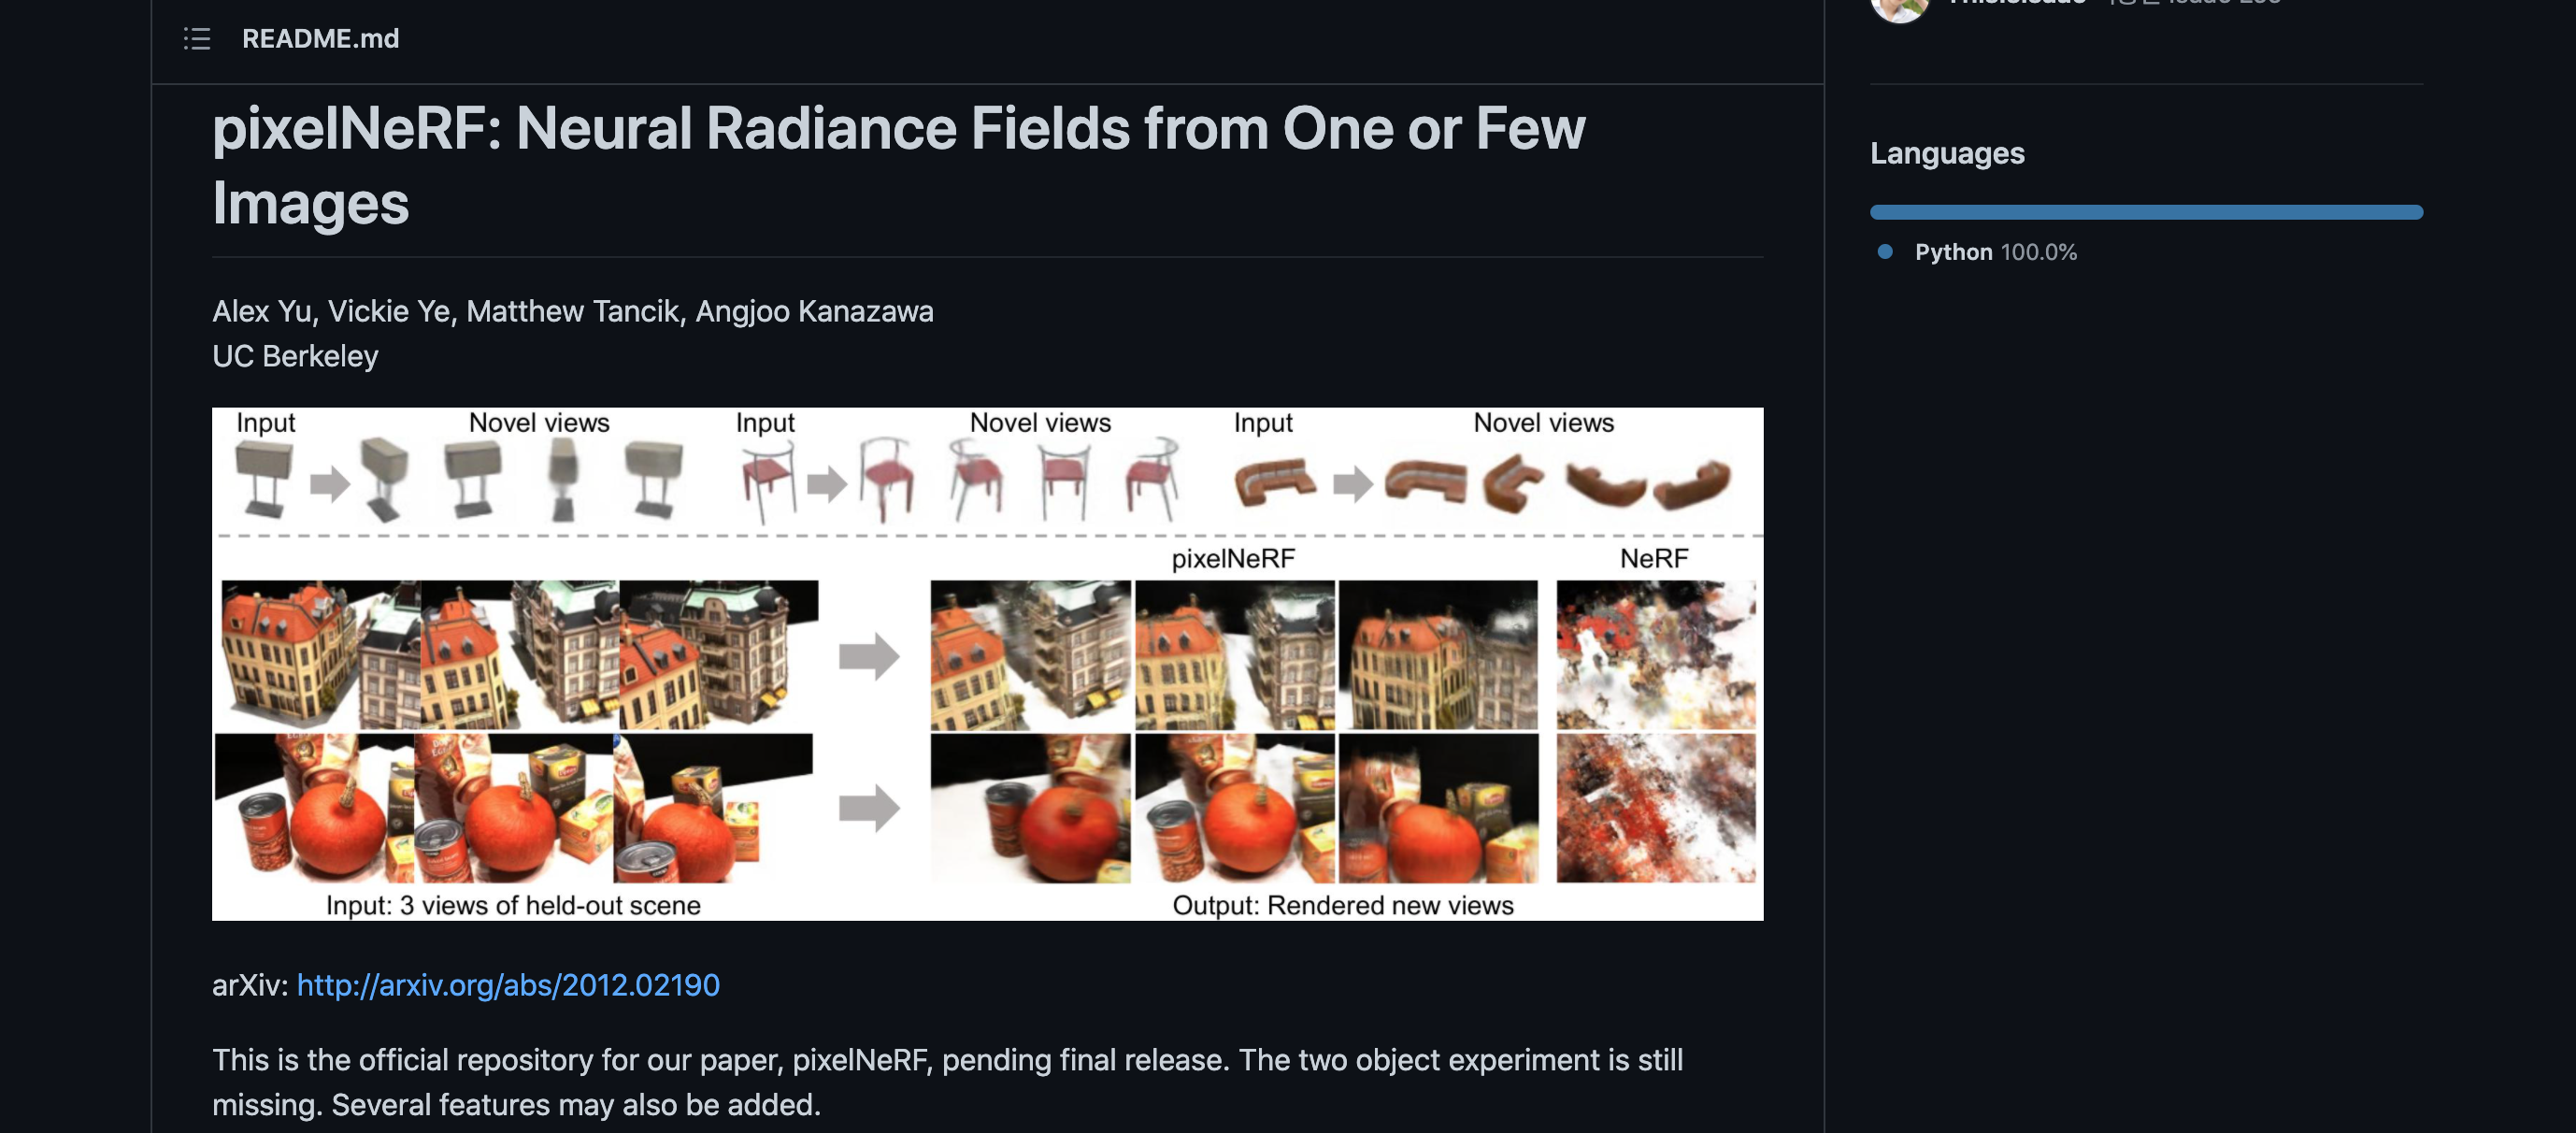 README.md
pixelNeRF: Neural Radiance Fields from One or Few
Images
Alex Yu, Vickie Ye, Matthew Tancik, Angjoo Kanazawa
UC Berkeley
Input
Novel views
Input
Novel views
Input
Novel views
pixelNeRF
NeRF
Input: 3 views of held-out scene
Output: Rendered new views
arXiv: http://arxiv.org/abs/2012.02190
This is the official repository for our paper, pixelNeRF, pending final release. The two object experiment is still
missing. Several features may also be added.
Languages
Python 100.0%